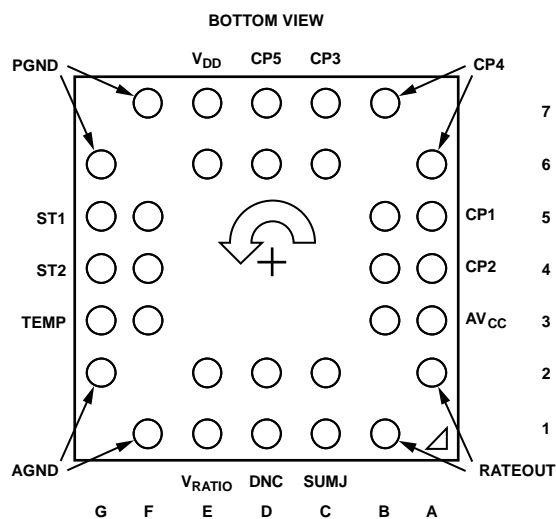 BOTTOM VIEW
PGND
V_DD CP5 CP3
CP4
7
6
ST1
CP1
5
ST2
CP2
4
TEMP
AV_CC
3
2
1
AGND
V_RATIO DNC SUMJ
RATEOUT
G F E D C B A